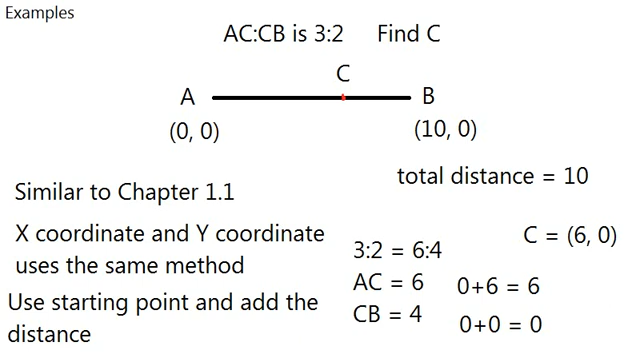 Examples
AC:CB is 3:2 Find C
C
A B
(0, 0) (10, 0)
total distance = 10
Similar to Chapter 1.1
X coordinate and Y coordinate
uses the same method
Use starting point and add the
distance
3:2 = 6:4
AC = 6
CB = 4
C = (6, 0)
0+6 = 6
0+0 = 0